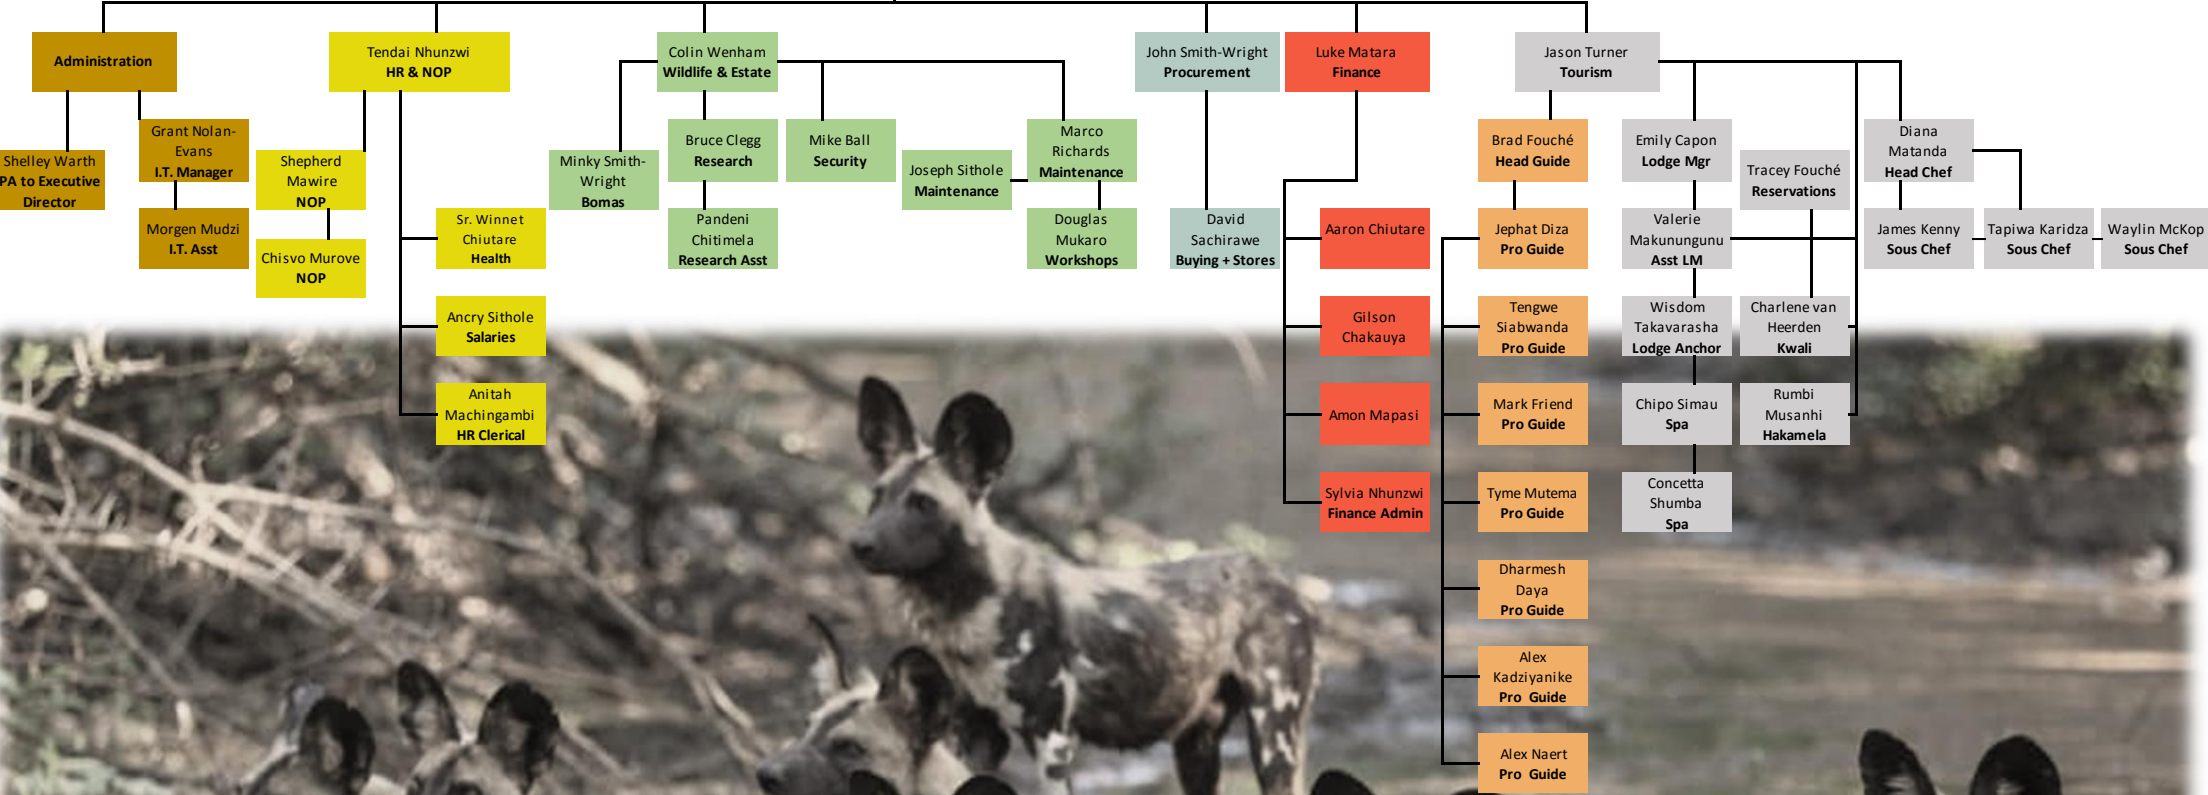 Administration
Tendai Nhunzwi
HR & NOP
Colin Wenham
Wildlife & Estate
John Smith-Wright
Procurement
Luke Matara
Finance
Jason Turner
Tourism
Shelley Warth
PA to Executive
Director
Grant Nolan-
Evans
I.T. Manager
Morgen Mudzi
I.T. Asst
Shepherd
Mawire
NOP
Chisvo Murove
NOP
Sr. Winnet
Chiutare
Health
Ancry Sithole
Salaries
Anitah
Machingambi
HR Clerical
Minky Smith-
Wright
Bomas
Bruce Clegg
Research
Pandeni
Chitimela
Research Asst
Mike Ball
Security
Joseph Sithole
Maintenance
Marco
Richards
Maintenance
Douglas
Mukaro
Workshops
David
Sachirawe
Buying + Stores
Aaron Chiutare
Gilson
Chakauya
Amon Mapasi
Sylvia Nhunzwi
Finance Admin
Brad Fouché
Head Guide
Jephat Diza
Pro Guide
Tengwe
Siabwanda
Pro Guide
Mark Friend
Pro Guide
Tyme Mutema
Pro Guide
Dharmesh
Daya
Pro Guide
Alex
Kadziyanike
Pro  Guide
Alex Naert
Pro  Guide
Emily Capon
Lodge Mgr
Valerie
Makunungunu
Asst LM
Wisdom
Takavarasha
Lodge Anchor
Chipo Simau
Spa
Concetta
Shumba
Spa
Tracey Fouché
Reservations
Charlene van
Heerden
Kwali
Rumbi
Musanhi
Hakamela
Diana
Matanda
Head Chef
James Kenny
Sous Chef
Tapiwa Karidza
Sous Chef
Waylin McKop
Sous Chef